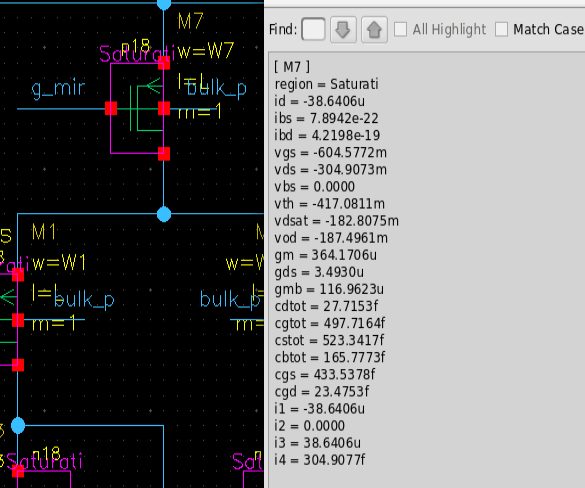 M7
n18
Saturati
w=W7
g_mir
l=L
bulk_p
m=1
M1
w=W1
w=W
l=L
bulk_p
bulk_p
m=1
m=
n18
Saturati
Sat
Find:
All Highlight
Match Case
[ M7 ]
region = Saturati
id = -38.6406u
ibs = 7.8942e-22
ibd = 4.2198e-19
vgs = -604.5772m
vds = -304.9073m
vbs = 0.0000
vth = -417.0811m
vdsat = -182.8075m
vod = -187.4961m
gm = 364.1706u
gds = 3.4930u
gmb = 116.9623u
cdtot = 27.7153f
cgtot = 497.7164f
cstot = 523.3417f
cbtot = 165.7773f
cgs = 433.5378f
cgd = 23.4753f
i1 = -38.6406u
i2 = 0.0000
i3 = 38.6406u
i4 = 304.9077f